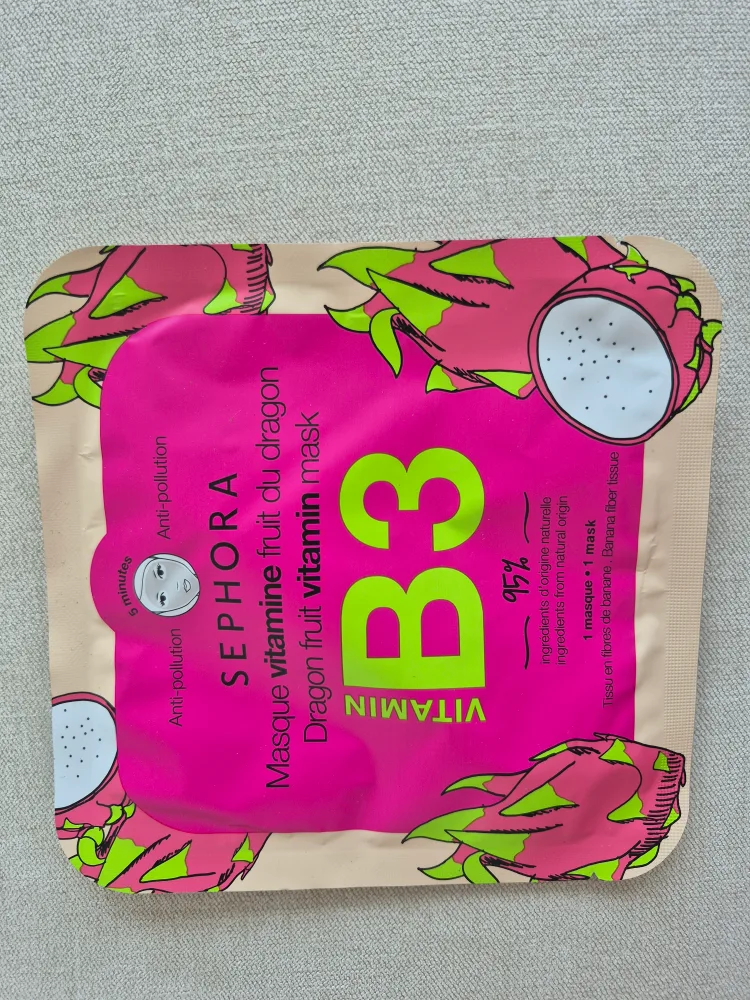 5 minutes
Anti-pollution
Anti-pollution
SEPHORA
Masque vitamine fruit du dragon
Dragon fruit vitamin mask
VITAMIN
B3
95%
ingrédients d'origine naturelle
ingredients from natural origin
1 masque • 1 mask
Tissu en fibres de banane. Banana fiber tissue